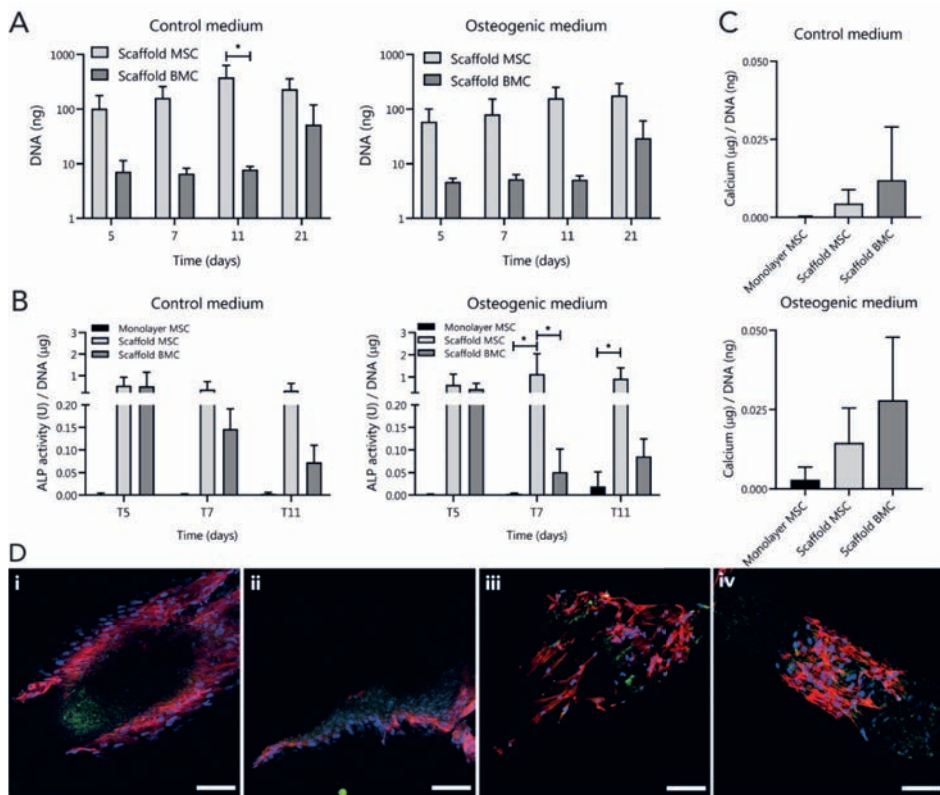 A
Control medium
1000
100
10
1
DNA (ng)
Scaffold MSC
Scaffold BMC
*
5 7 11 21
Time (days)
Osteogenic medium
1000
100
10
1
DNA (ng)
Scaffold MSC
Scaffold BMC
5 7 11 21
Time (days)
B
Control medium
3
2
1
0.20
0.15
0.10
0.05
0.00
ALP activity (U) / DNA (μg)
Monolayer MSC
Scaffold MSC
Scaffold BMC
T5 T7 T11
Time (days)
Osteogenic medium
3
2
1
0.20
0.15
0.10
0.05
0.00
ALP activity (U) / DNA (μg)
Monolayer MSC
Scaffold MSC
Scaffold BMC
* * *
T5 T7 T11
Time (days)
C
Control medium
0.050
0.025
0.000
Calcium (μg) / DNA (ng)
Monolayer MSC
Scaffold MSC
Scaffold BMC
Osteogenic medium
0.050
0.025
0.000
Calcium (μg) / DNA (ng)
Monolayer MSC
Scaffold MSC
Scaffold BMC
D
i
ii
iii
iv